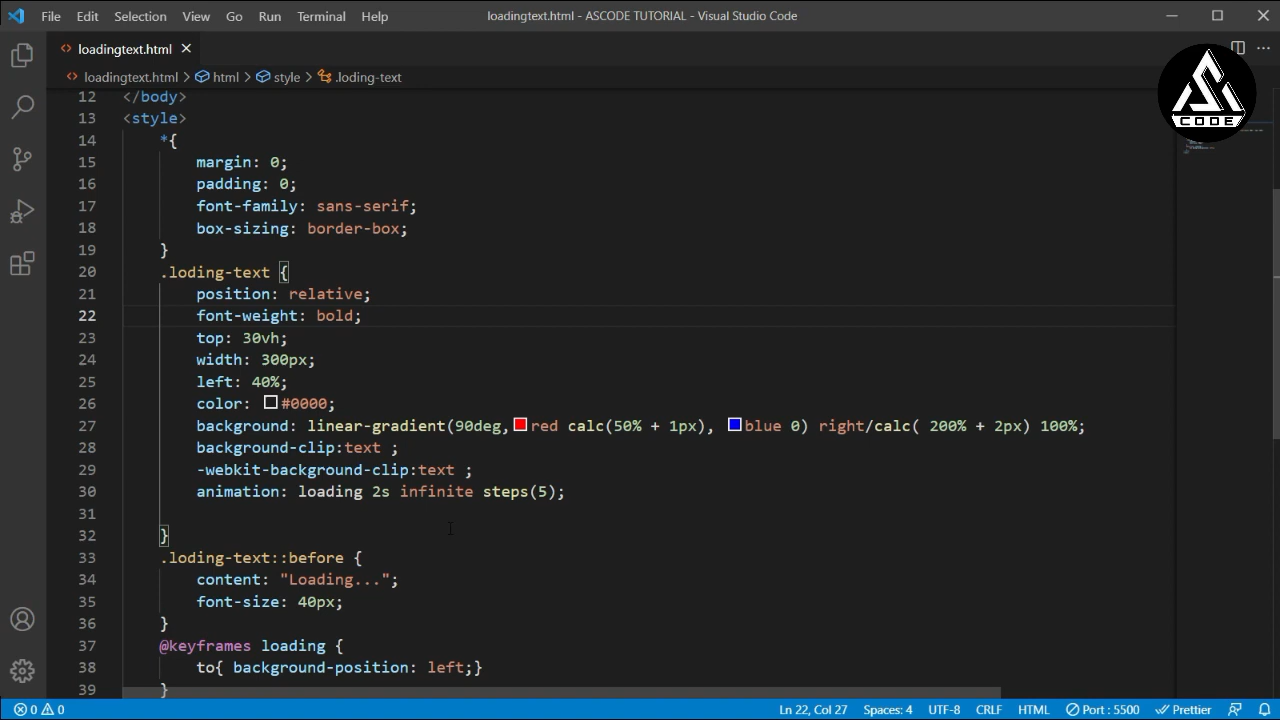 File Edit Selection View Go Run Terminal Help loadingtext.html - ASCODE TUTORIAL - Visual Studio Code
loadingtext.html
loadingtext.html > html > style > .loding-text
CODE
12 </body>
13 <style>
14 *{
15 margin: 0;
16 padding: 0;
17 font-family: sans-serif;
18 box-sizing: border-box;
19 }
20 .loding-text {
21 position: relative;
22 font-weight: bold;
23 top: 30vh;
24 width: 300px;
25 left: 40%;
26 color: #0000;
27 background: linear-gradient(90deg,red calc(50% + 1px), blue 0) right/calc( 200% + 2px) 100%;
28 background-clip:text ;
29 -webkit-background-clip:text ;
30 animation: loading 2s infinite steps(5);
31
32 }
33 .loding-text::before {
34 content: "Loading...";
35 font-size: 40px;
36 }
37 @keyframes loading {
38 to{ background-position: left;}
39 }
0 0 Ln 22, Col 27 Spaces: 4 UTF-8 CRLF HTML Port : 5500 Prettier